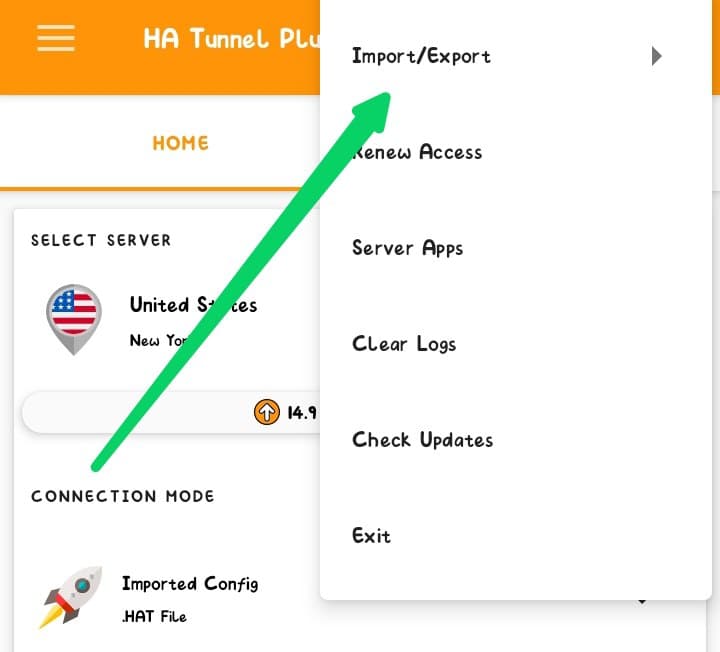 HA Tunnel Plu
Import/Export
HOME
Renew Access
SELECT SERVER
Server Apps
United States
New Yor
Clear Logs
14.9
Check Updates
CONNECTION MODE
Exit
Imported Config
.HAT File